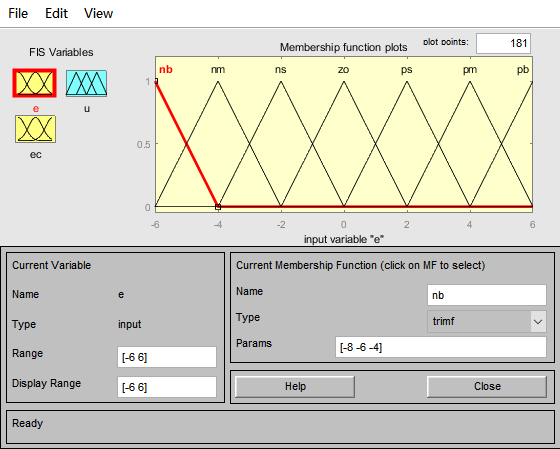 File Edit View
FIS Variables
e
u
ec
Membership function plots
plot points: 181
nb nm ns zo ps pm pb
1
0.5
0
-6 -4 -2 0 2 4 6
input variable "e"
Current Variable
Name e
Type input
Range [-6 6]
Display Range [-6 6]
Current Membership Function (click on MF to select)
Name nb
Type trimf
Params [-8 -6 -4]
Help Close
Ready